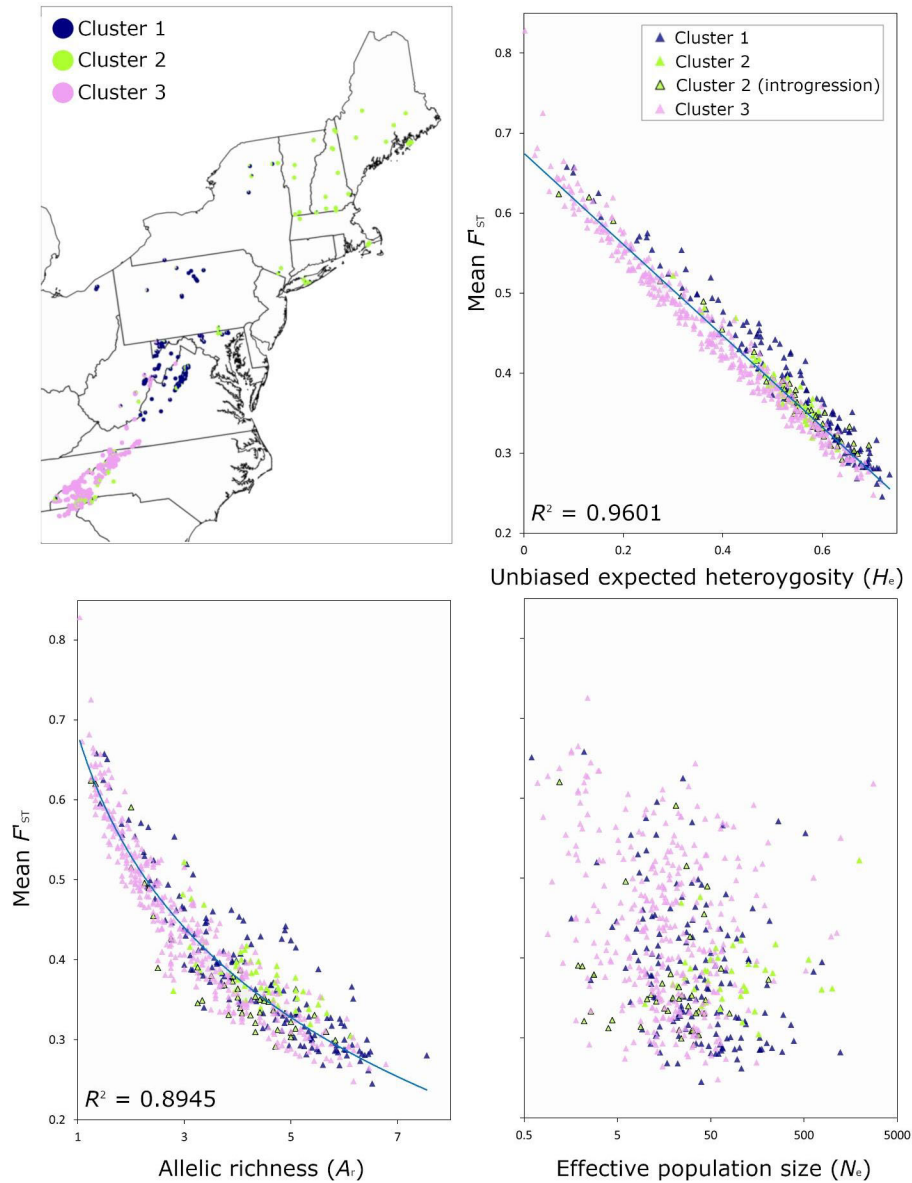 Cluster 1
Cluster 2
Cluster 3
Cluster 1
Cluster 2
Cluster 2 (introgression)
Cluster 3
0.8
0.7
0.6
0.5
0.4
0.3
0.2
Mean F'ST
R² = 0.9601
0 0.2 0.4 0.6
Unbiased expected heteroygosity (He)
0.8
0.7
0.6
0.5
0.4
0.3
0.2
Mean F'ST
R² = 0.8945
1 3 5 7
Allelic richness (Ar)
0.5 5 50 500 5000
Effective population size (Ne)